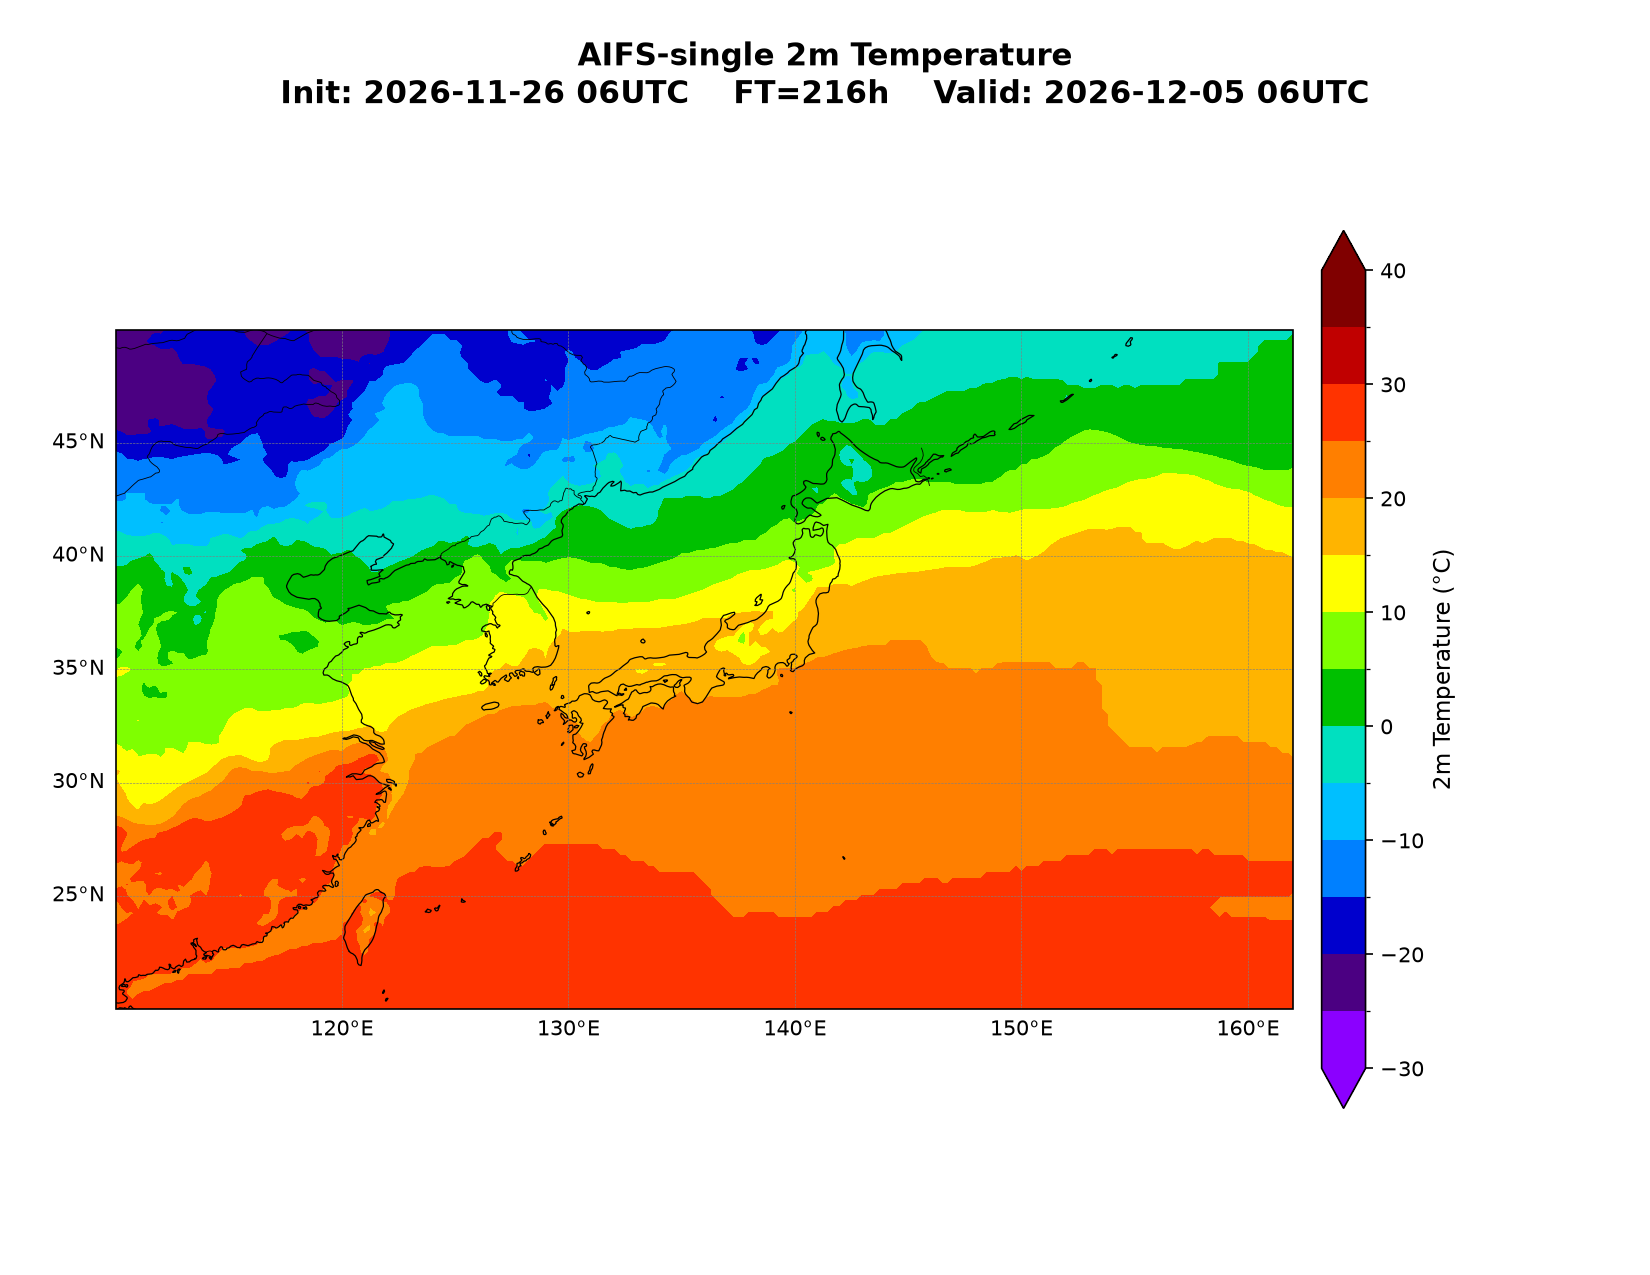 AIFS-single 2m Temperature
Init: 2026-11-26 06UTC    FT=216h    Valid: 2026-12-05 06UTC
45°N
40°N
35°N
30°N
25°N
120°E
130°E
140°E
150°E
160°E
40
30
20
10
0
−10
−20
−30
2m Temperature (°C)